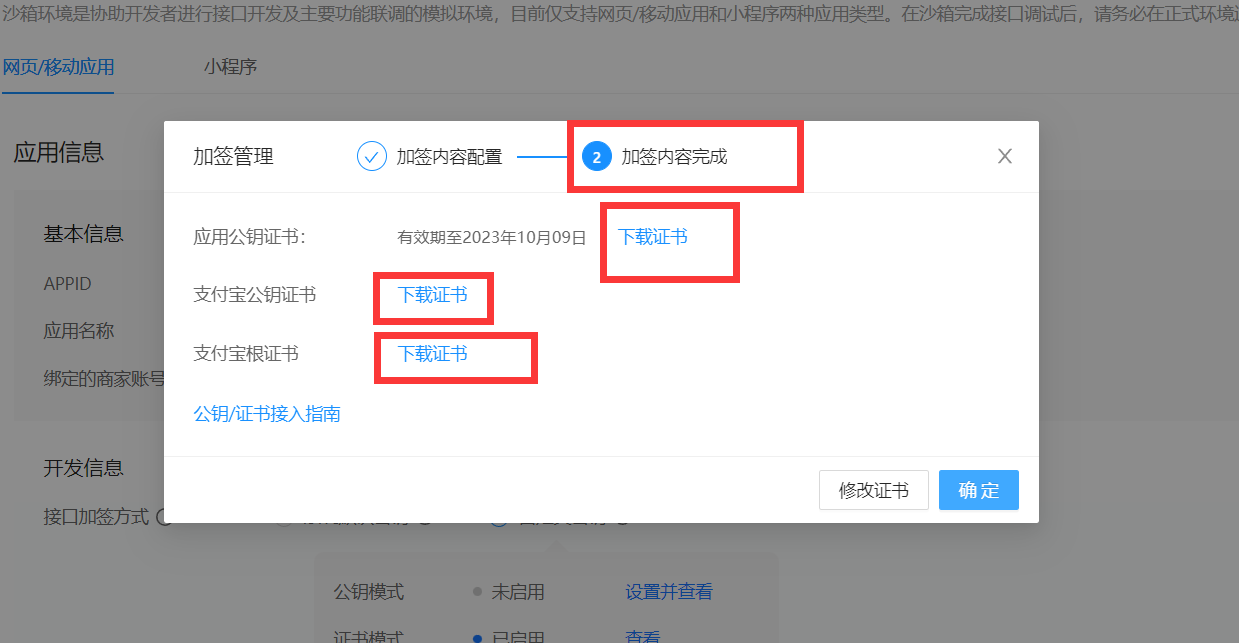 沙箱环境是协助开发者进行接口开发及主要功能联调的模拟环境，目前仅支持网页/移动应用和小程序两种应用类型。在沙箱完成接口调试后，请务必在正式环境
网页/移动应用 小程序
应用信息
加签管理 加签内容配置 2 加签内容完成
基本信息
应用公钥证书： 有效期至2023年10月09日 下载证书
APPID
支付宝公钥证书 下载证书
应用名称
支付宝根证书 下载证书
绑定的商家账号
公钥/证书接入指南
开发信息
修改证书 确定
接口加签方式
公钥模式 未启用 设置并查看
证书模式 已启用 查看